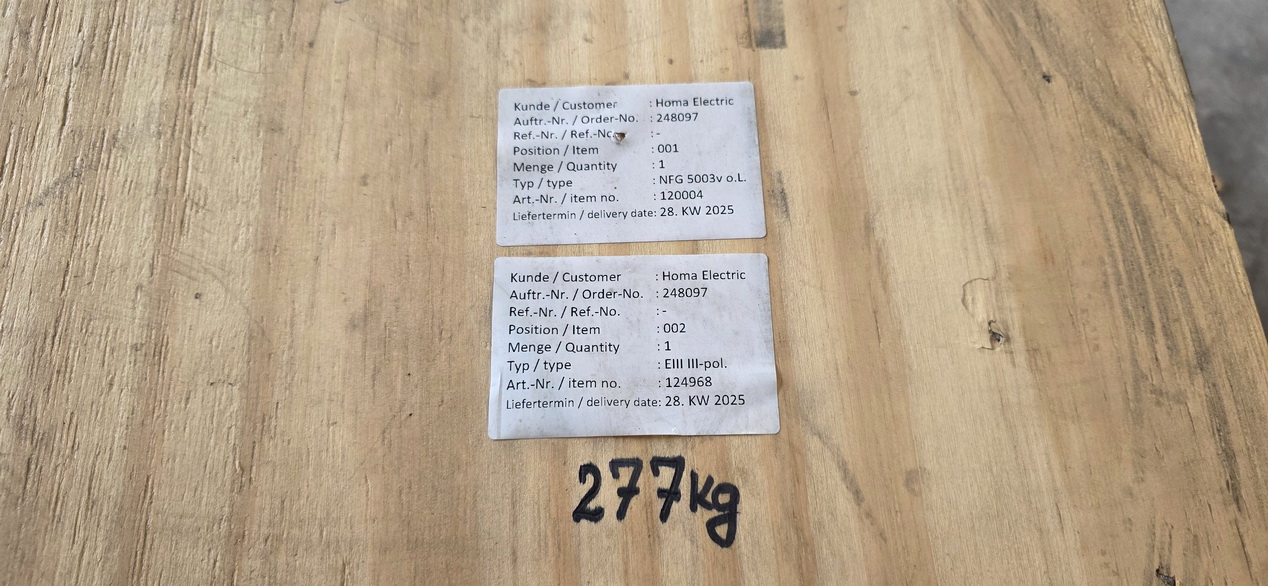 Kunde / Customer : Homa Electric
Auftr.-Nr. / Order-No. : 248097
Ref.-Nr. / Ref.-No. :-
Position / Item : 001
Menge / Quantity : 1
Typ / type : NFG 5003v o.L.
Art.-Nr. / item no. : 120004
Liefertermin / delivery date: 28. KW 2025
Kunde / Customer : Homa Electric
Auftr.-Nr. / Order-No. : 248097
Ref.-Nr. / Ref.-No. :-
Position / Item : 002
Menge / Quantity : 1
Typ / type : EIII III-pol.
Art.-Nr. / item no. : 124968
Liefertermin / delivery date: 28. KW 2025
277kg